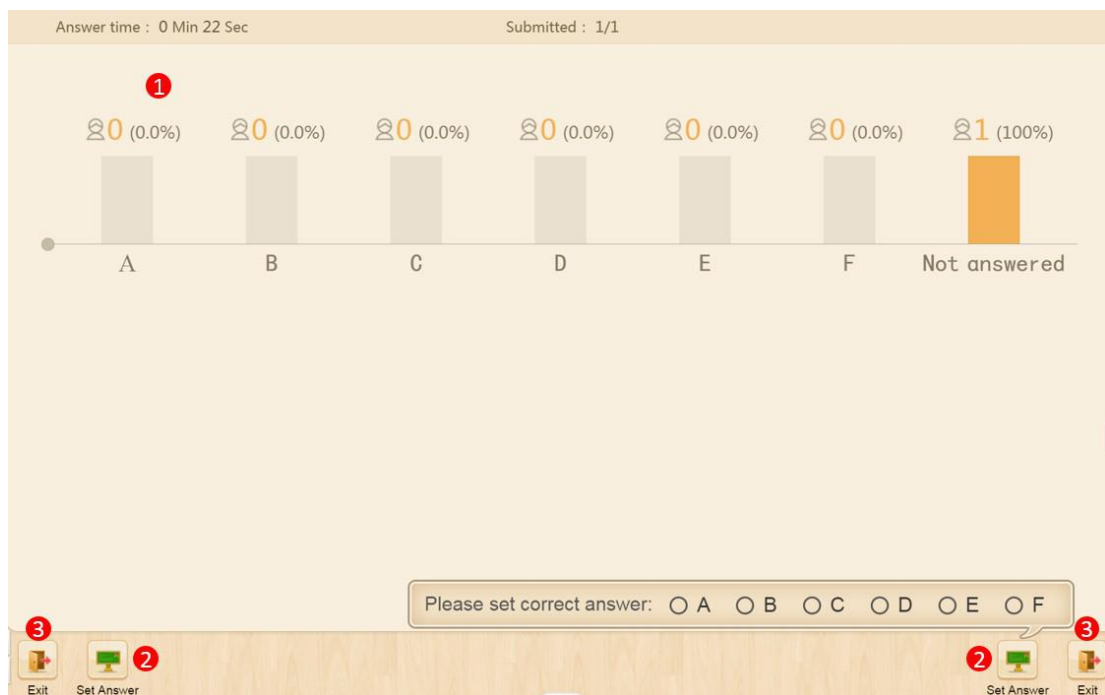 Answer time : 0 Min 22 Sec Submitted : 1/1
1
0 (0.0%) 0 (0.0%) 0 (0.0%) 0 (0.0%) 0 (0.0%) 0 (0.0%) 1 (100%)
A B C D E F Not answered
Please set correct answer: A B C D E F
3 3
2 2
Exit Set Answer Set Answer Exit